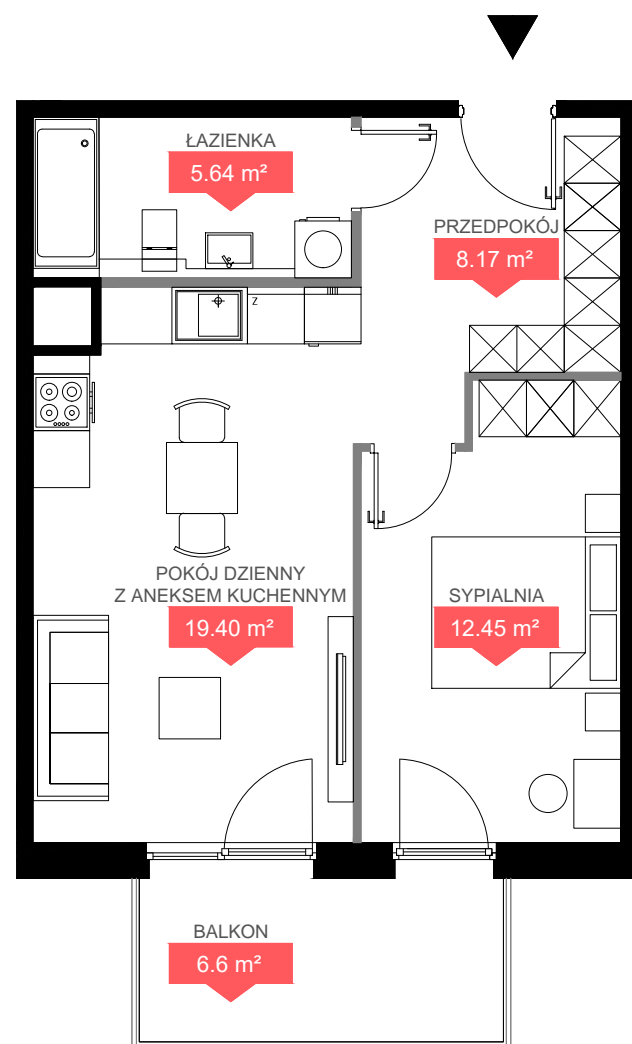 ŁAZIENKA
5.64 m²
PRZEDPOKÓJ
8.17 m²
Z
POKÓJ DZIENNY
Z ANEKSEM KUCHENNYM
19.40 m²
SYPIALNIA
12.45 m²
BALKON
6.6 m²